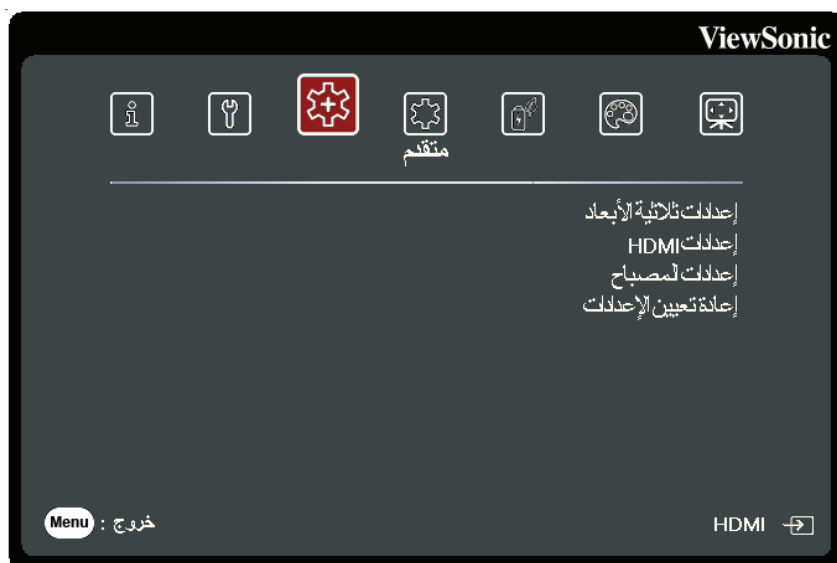 ViewSonic
متقدم
إعدادات ثلاثية الأبعاد
إعدادات HDMI
إعدادات المصباح
إعادة تعيين الإعدادات
HDMI
خروج : Menu